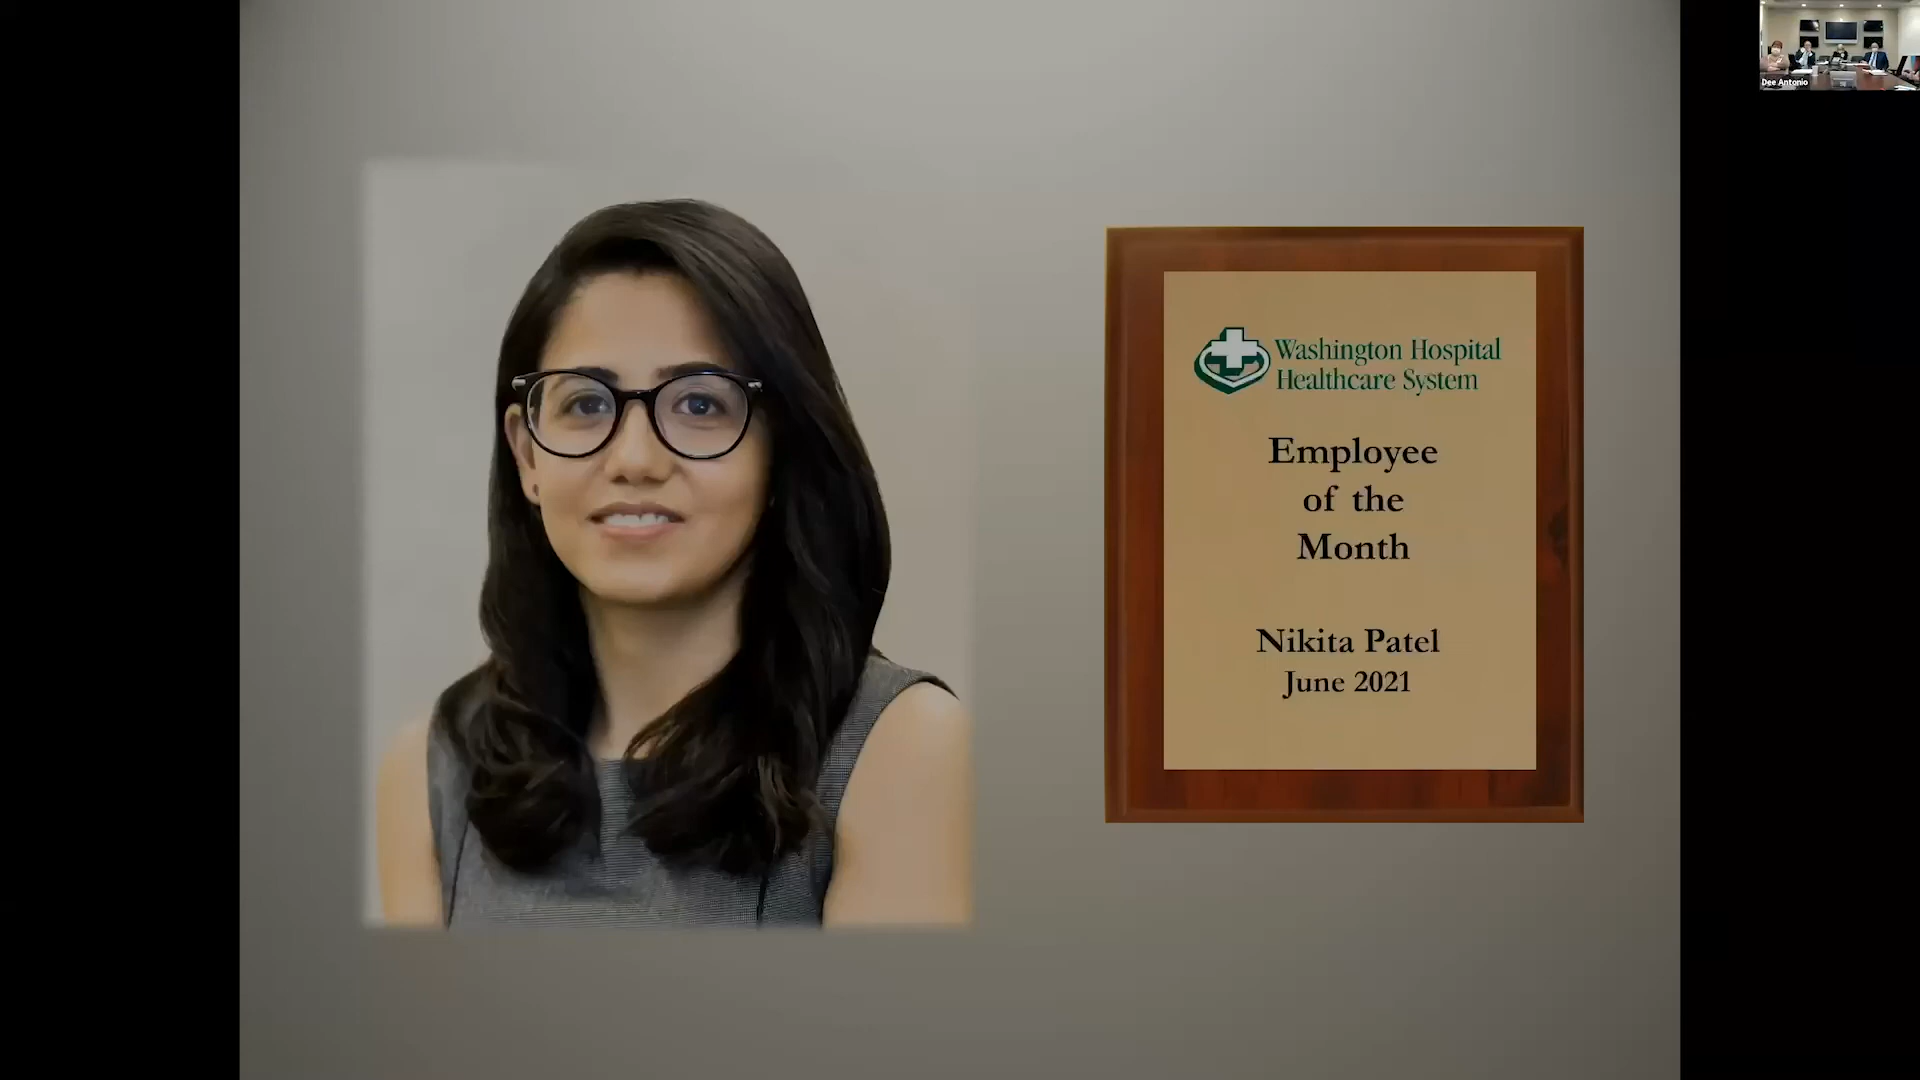 Dee Antonio
Washington Hospital
Healthcare System
Employee
of the
Month
Nikita Patel
June 2021